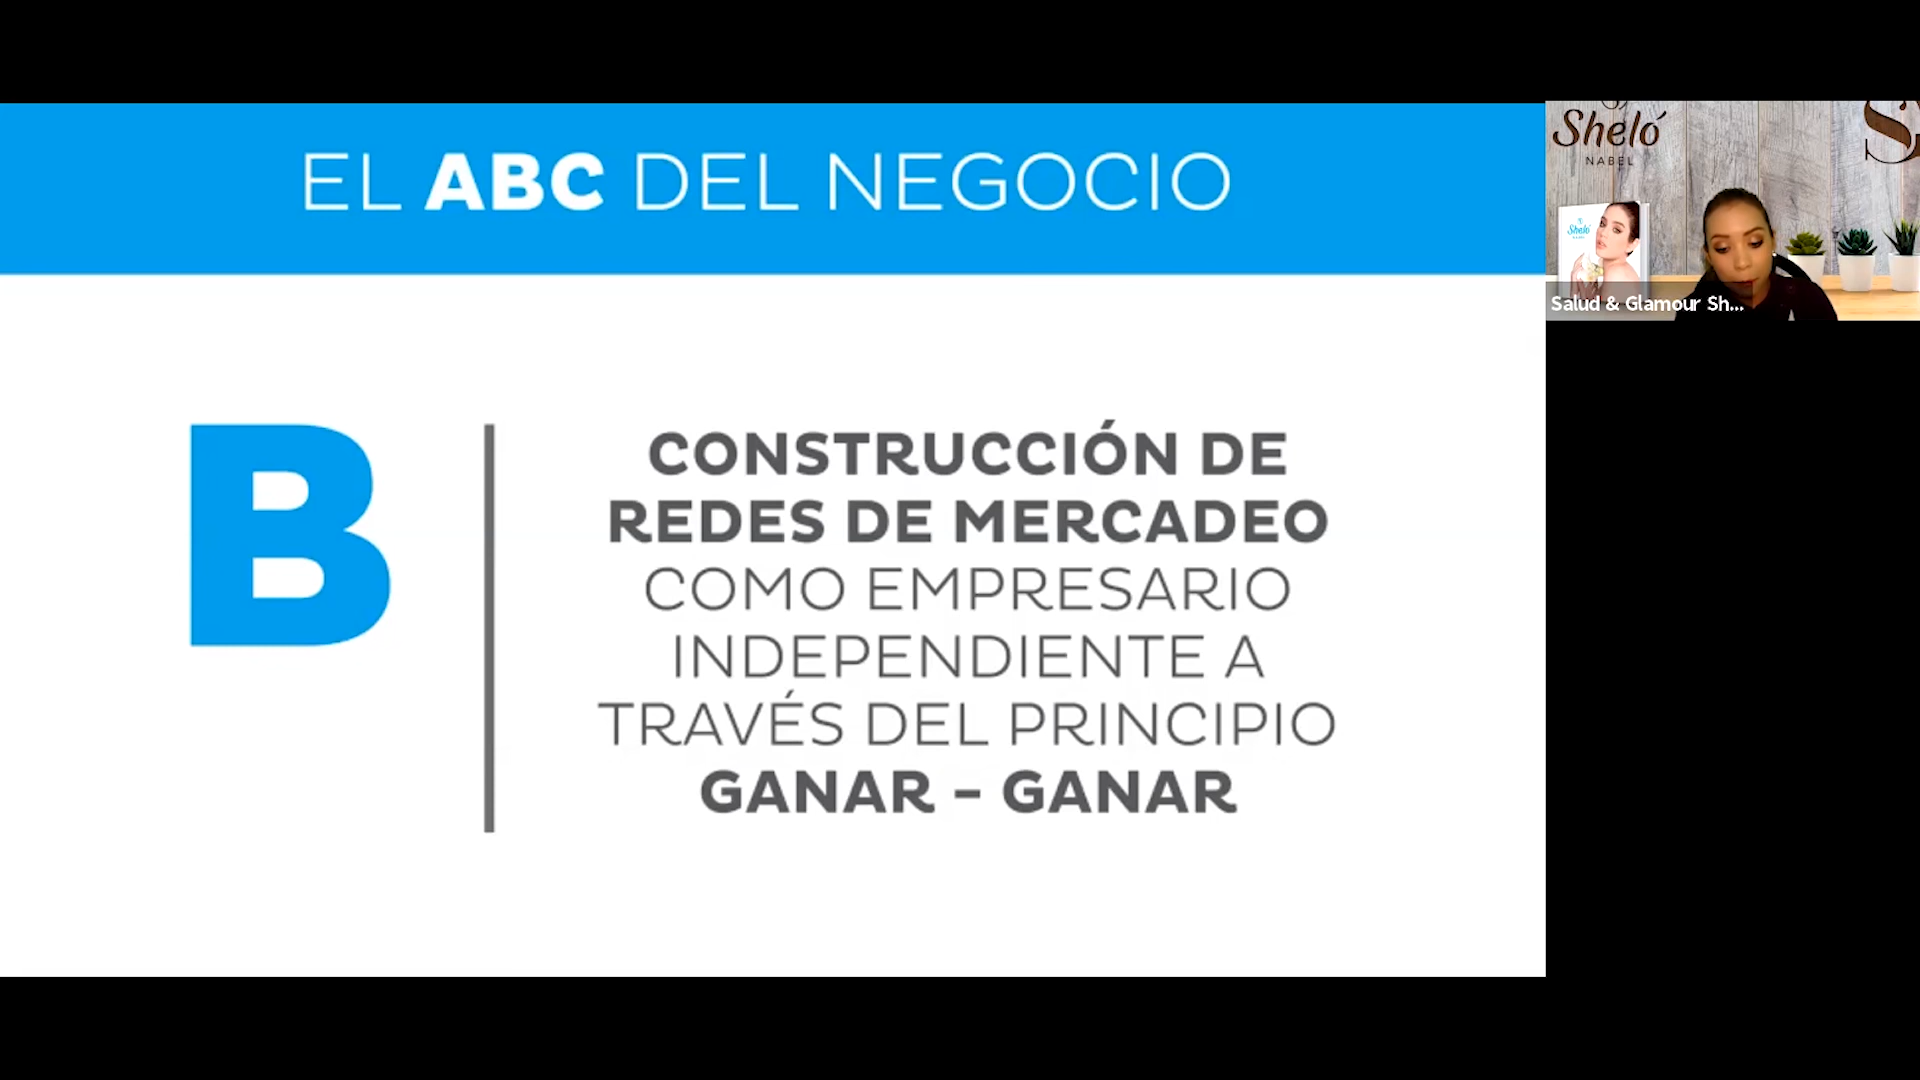 EL ABC DEL NEGOCIO
B
CONSTRUCCIÓN DE
REDES DE MERCADEO
COMO EMPRESARIO
INDEPENDIENTE A
TRAVÉS DEL PRINCIPIO
GANAR – GANAR
Sheló
NABEL
Sheló
Salud & Glamour Sh...